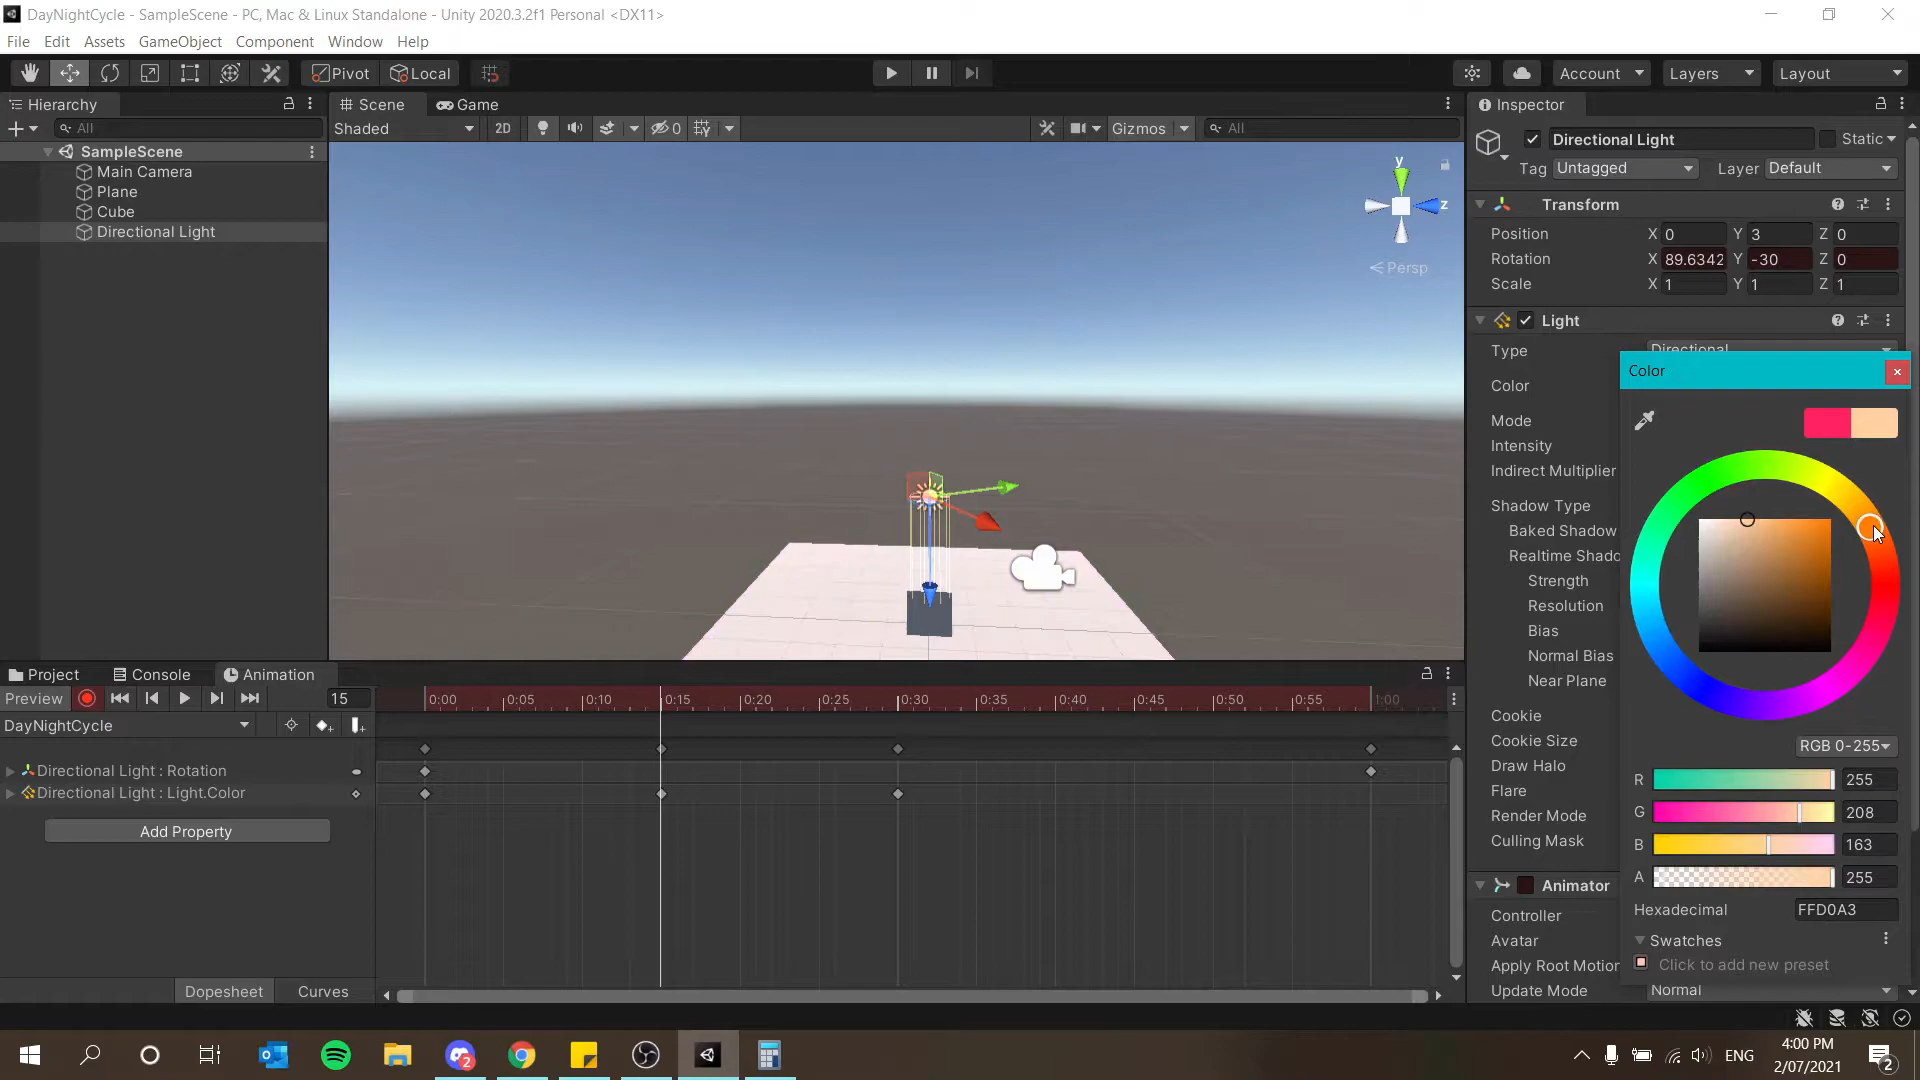 DayNightCycle - SampleScene - PC, Mac & Linux Standalone - Unity 2020.3.2f1 Personal <DX11>
File Edit Assets GameObject Component Window Help
Pivot Local Account Layers Layout
Hierarchy
All
SampleScene
Main Camera
Plane
Cube
Directional Light
Scene Game
Shaded 2D 0 Gizmos All
y
z
Persp
Inspector
Directional Light Static
Tag Untagged Layer Default
Transform
Position X 0 Y 3 Z 0
Rotation X 89.6342 Y -30 Z 0
Scale X 1 Y 1 Z 1
Light
Type Directional
Color
Mode
Intensity
Indirect Multiplier
Shadow Type
Baked Shadow
Realtime Shado
Strength
Resolution
Bias
Normal Bias
Near Plane
Cookie
Cookie Size
Draw Halo
Flare
Render Mode
Culling Mask
Animator
Controller
Avatar
Apply Root Motion
Update Mode Normal
Color
RGB 0-255
R 255
G 208
B 163
A 255
Hexadecimal FFD0A3
Swatches
Click to add new preset
Project Console Animation
Preview 15 0:00 0:05 0:10 0:15 0:20 0:25 0:30 0:35 0:40 0:45 0:50 0:55 1:00
DayNightCycle
Directional Light : Rotation
Directional Light : Light.Color
Add Property
Dopesheet Curves
2
ENG
4:00 PM
2/07/2021
2